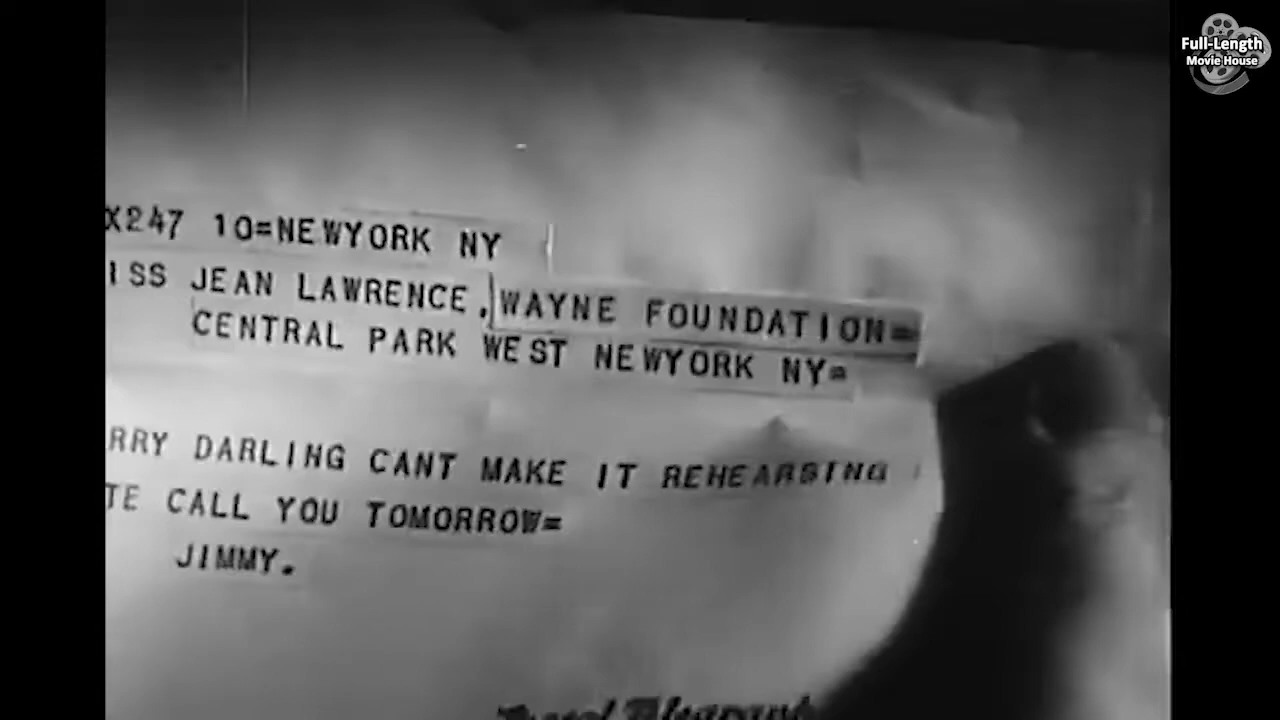 X247 10=NEWYORK NY
ISS JEAN LAWRENCE, WAYNE FOUNDATION=
CENTRAL PARK WEST NEWYORK NY=
RRY DARLING CANT MAKE IT REHEARSING
TE CALL YOU TOMORROW=
JIMMY.
Full-Length
Movie House